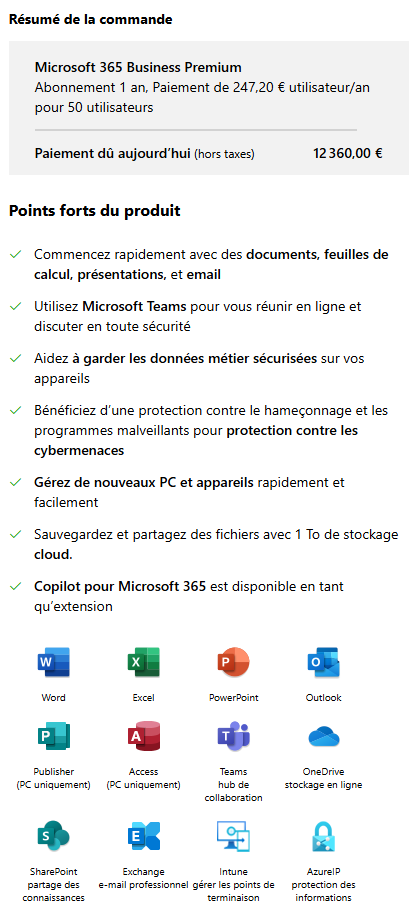 Résumé de la commande
Microsoft 365 Business Premium
Abonnement 1 an, Paiement de 247,20 € utilisateur/an
pour 50 utilisateurs
Paiement dû aujourd’hui (hors taxes) 12 360,00 €
Points forts du produit
Commencez rapidement avec des documents, feuilles de
calcul, présentations, et email
Utilisez Microsoft Teams pour vous réunir en ligne et
discuter en toute sécurité
Aidez à garder les données métier sécurisées sur vos
appareils
Bénéficiez d’une protection contre le hameçonnage et les
programmes malveillants pour protection contre les
cybermenaces
Gérez de nouveaux PC et appareils rapidement et
facilement
Sauvegardez et partagez des fichiers avec 1 To de stockage
cloud.
Copilot pour Microsoft 365 est disponible en tant
qu’extension
W X P O
Word Excel PowerPoint Outlook
P A T
Publisher Access Teams OneDrive
(PC uniquement) (PC uniquement) hub de stockage en ligne
collaboration
S E
SharePoint Exchange Intune AzureIP
partage des e-mail professionnel gérer les points de protection des
connaissances terminaison informations